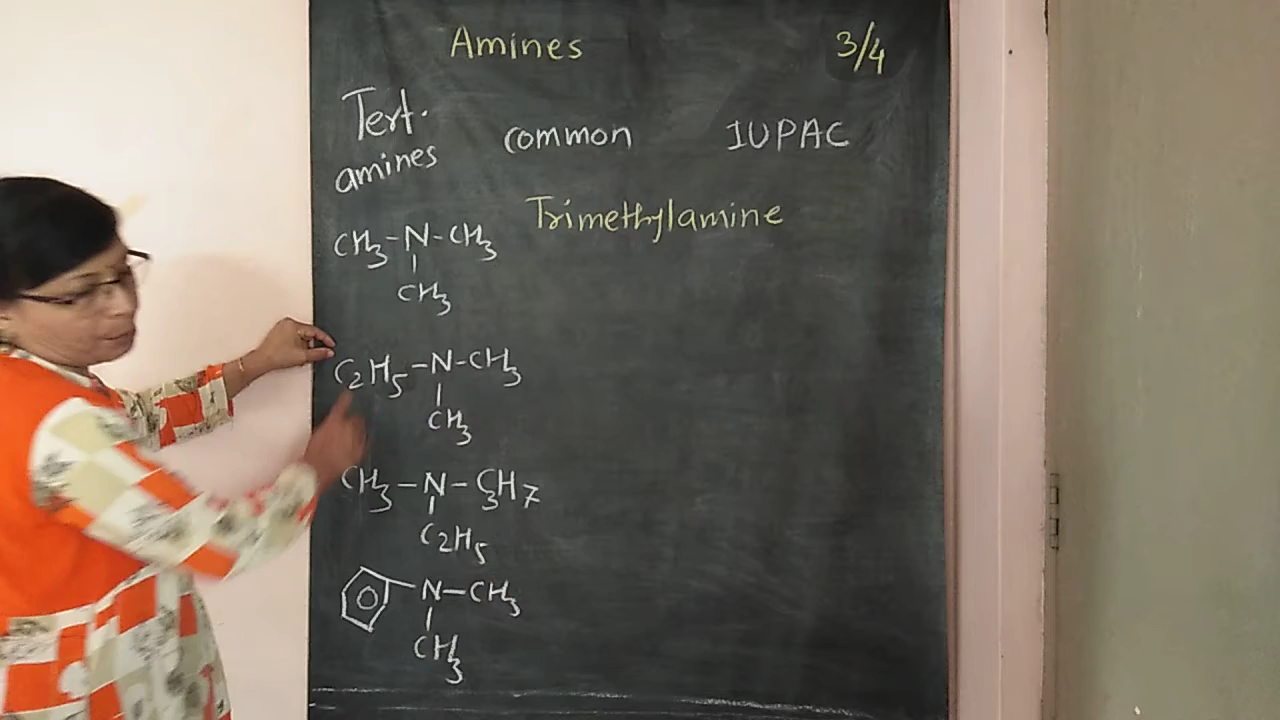 Amines 3/4
Tert. amines common IUPAC
CH3-N-CH3 Trimethylamine
CH3
C2H5-N-CH3
CH3
CH3-N-C3H7
C2H5
N-CH3
CH3